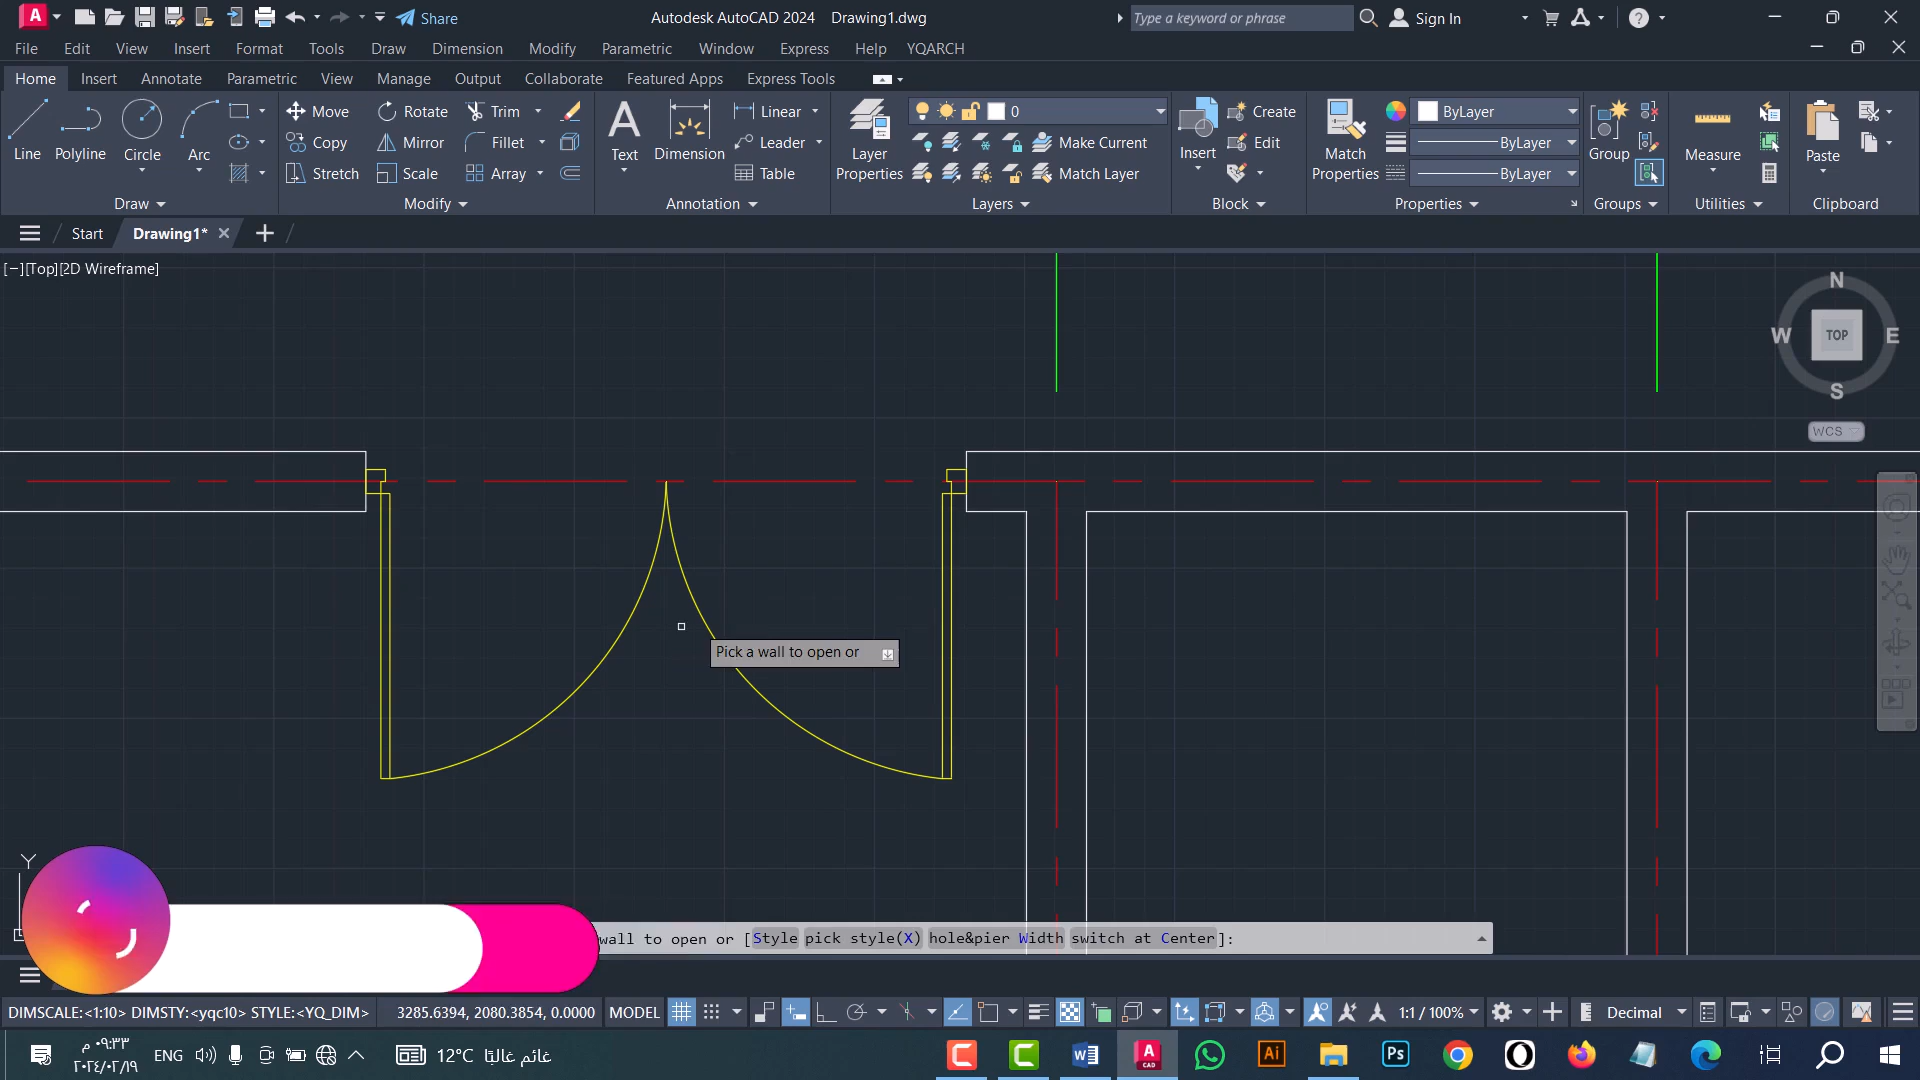 Share
Autodesk AutoCAD 2024 Drawing1.dwg
Type a keyword or phrase
Sign In
File Edit View Insert Format Tools Draw Dimension Modify Parametric Window Express Help YQARCH
Home Insert Annotate Parametric View Manage Output Collaborate Featured Apps Express Tools
Line Polyline Circle Arc
Move Rotate Trim
Copy Mirror Fillet
Stretch Scale Array
Text Dimension
Linear
Leader
Table
Layer Properties
0
Make Current
Match Layer
Insert
Create
Edit
Match Properties
ByLayer
ByLayer
ByLayer
Group
Measure
Paste
Draw Modify Annotation Layers Block Properties Groups Utilities Clipboard
Start Drawing1*
[−][Top][2D Wireframe]
N
W TOP E
S
WCS
Pick a wall to open or
Y
wall to open or [Style pick style(X) hole&pier Width switch at Center]:
DIMSCALE:<1:10> DIMSTY:<yqc10> STYLE:<YQ_DIM> 3285.6394, 2080.3854, 0.0000 MODEL 1:1 / 100% Decimal
٠٩:٣٣ م
٢٠٢٤/٠٢/١٩
ENG
12°C غائم غالبًا
A CAD
Ai
Ps